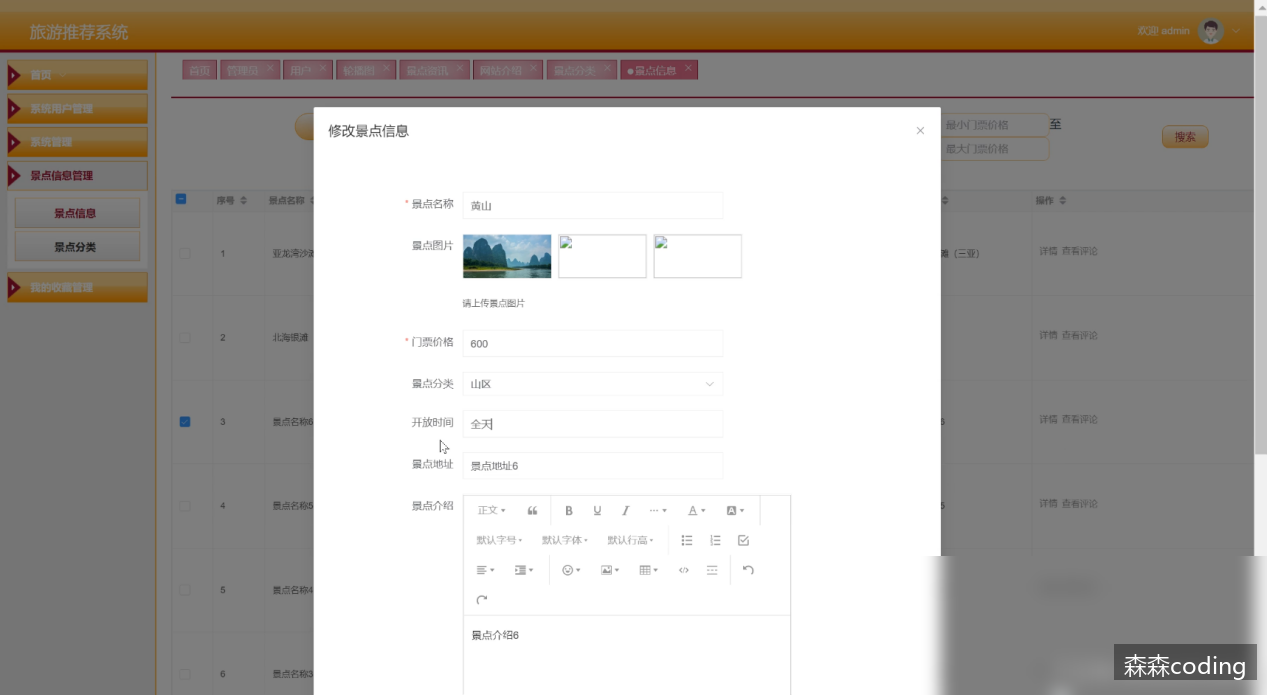 旅游推荐系统
欢迎 admin
首页
系统用户管理
系统管理
景点信息管理
景点信息
景点分类
我的收藏管理
首页 管理员 用户 轮播图 景点资讯 网站介绍 景点分类 景点信息
最小门票价格 至
最大门票价格
搜索
序号 景点名称 操作
1 亚龙湾沙滩 滩（三亚） 详情 查看评论
2 北海银滩 详情 查看评论
3 景点名称6 6 详情 查看评论
4 景点名称5 5 详情 查看评论
5 景点名称4
6 景点名称3
修改景点信息
* 景点名称 黄山
景点图片
请上传景点图片
* 门票价格 600
景点分类 山区
开放时间 全天
景点地址 景点地址6
景点介绍
正文 B U I A A
默认字号 默认字体 默认行高
景点介绍6
森森coding